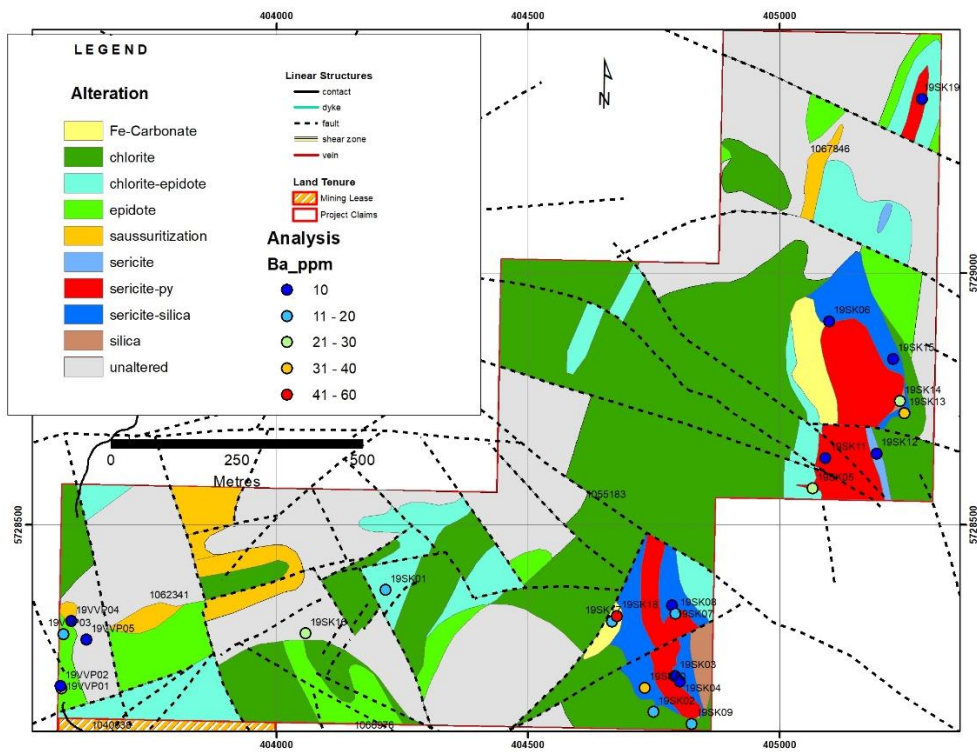 404000 404500 405000
LEGEND
Alteration
Fe-Carbonate
chlorite
chlorite-epidote
epidote
saussuritization
sericite
sericite-py
sericite-silica
silica
unaltered
Linear Structures
contact
dyke
fault
shear zone
vein
Land Tenure
Mining Lease
Project Claims
Analysis
Ba_ppm
10
11 - 20
21 - 30
31 - 40
41 - 60
N
0 250 500
Metres
19SK19
1067846
5729000
19SK06
19SK15
19SK14
19SK13
19SK11
19SK12
19SK05
1055183
5728500
19SK01
1062341
19VVP04
19VVP05
19SK18
19SK08
19SK07
19SK03
19SK04
19VVP02
19VVP01
19SK02
19SK09
404000 404500 405000